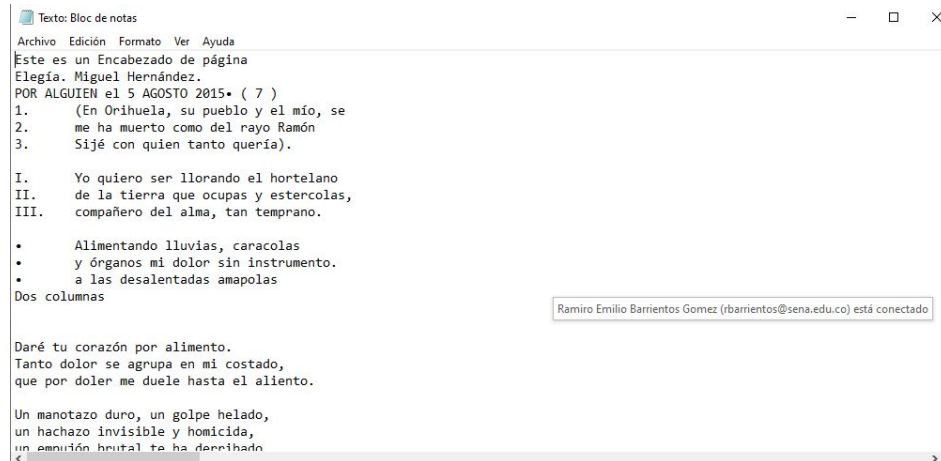 Texto: Bloc de notas
Archivo Edición Formato Ver Ayuda
Este es un Encabezado de página
Elegía. Miguel Hernández.
POR ALGUIEN el 5 AGOSTO 2015• ( 7 )
1. (En Orihuela, su pueblo y el mío, se
2. me ha muerto como del rayo Ramón
3. Sijé con quien tanto quería).
I. Yo quiero ser llorando el hortelano
II. de la tierra que ocupas y estercolas,
III. compañero del alma, tan temprano.
• Alimentando lluvias, caracolas
• y órganos mi dolor sin instrumento.
• a las desalentadas amapolas
Dos columnas
Ramiro Emilio Barrientos Gomez (rbarrientos@sena.edu.co) está conectado
Daré tu corazón por alimento.
Tanto dolor se agrupa en mi costado,
que por doler me duele hasta el aliento.
Un manotazo duro, un golpe helado,
un hachazo invisible y homicida,
un empujón brutal te ha derribado